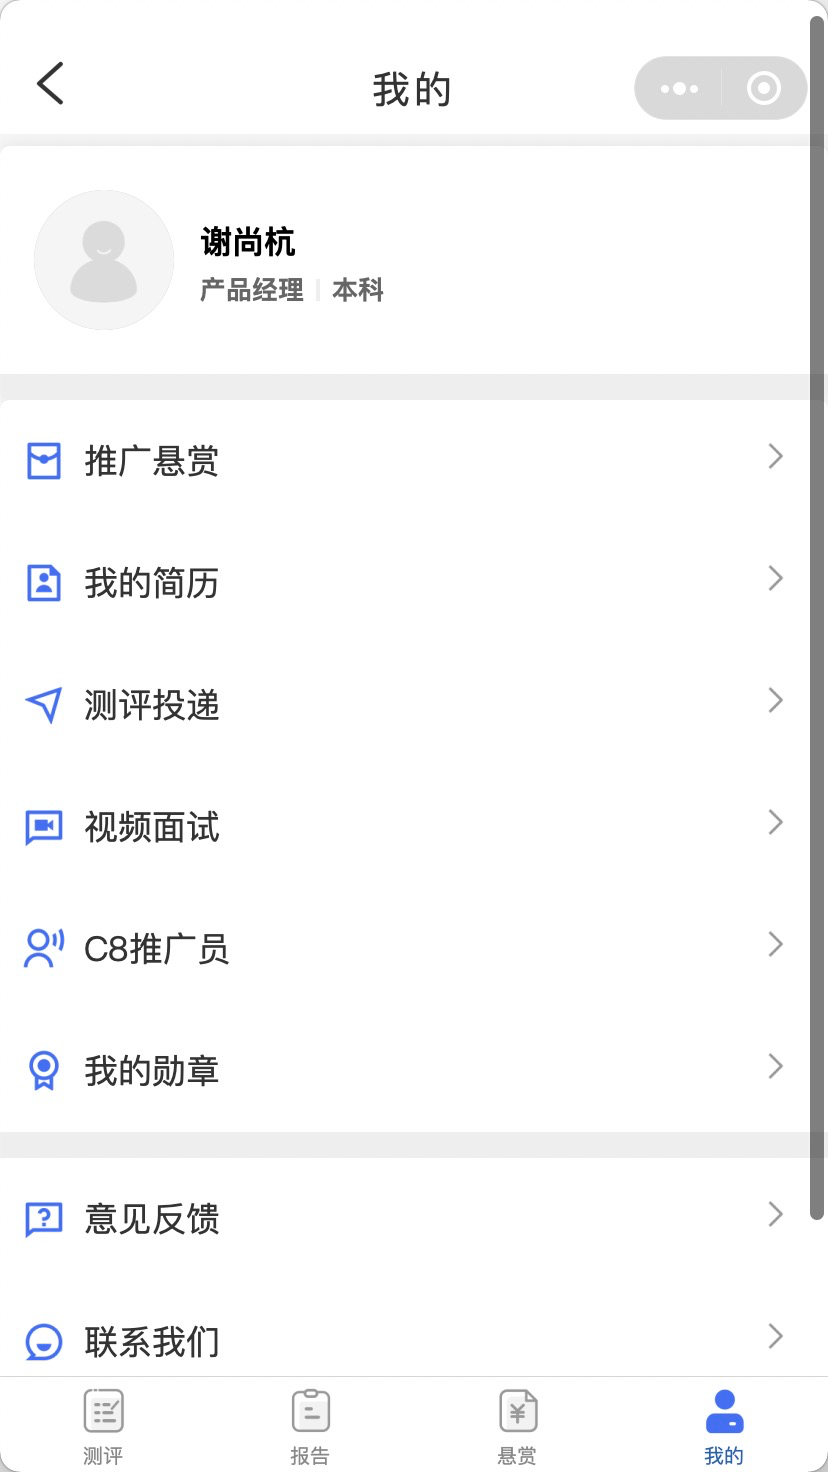 我的
谢尚杭
产品经理 本科
推广悬赏
我的简历
测评投递
视频面试
C8推广员
我的勋章
意见反馈
联系我们
测评 报告 悬赏 我的